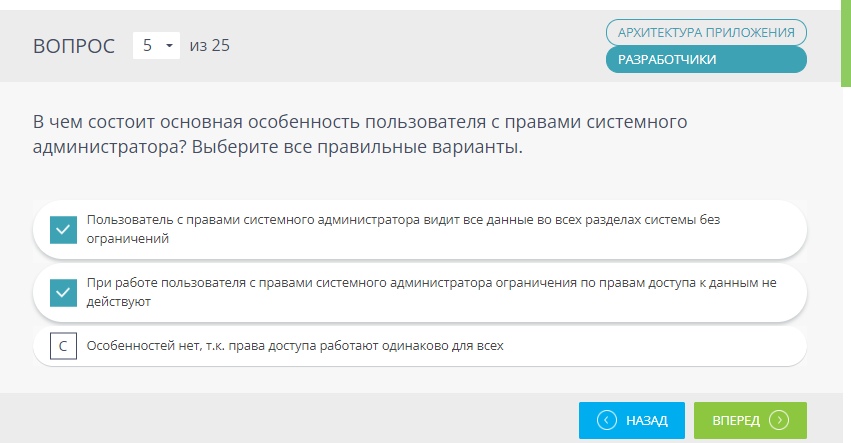 ВОПРОС 5 из 25
АРХИТЕКТУРА ПРИЛОЖЕНИЯ
РАЗРАБОТЧИКИ
В чем состоит основная особенность пользователя с правами системного
администратора? Выберите все правильные варианты.
Пользователь с правами системного администратора видит все данные во всех разделах системы без
ограничений
При работе пользователя с правами системного администратора ограничения по правам доступа к данным не
действуют
C Особенностей нет, т.к. права доступа работают одинаково для всех
НАЗАД ВПЕРЕД